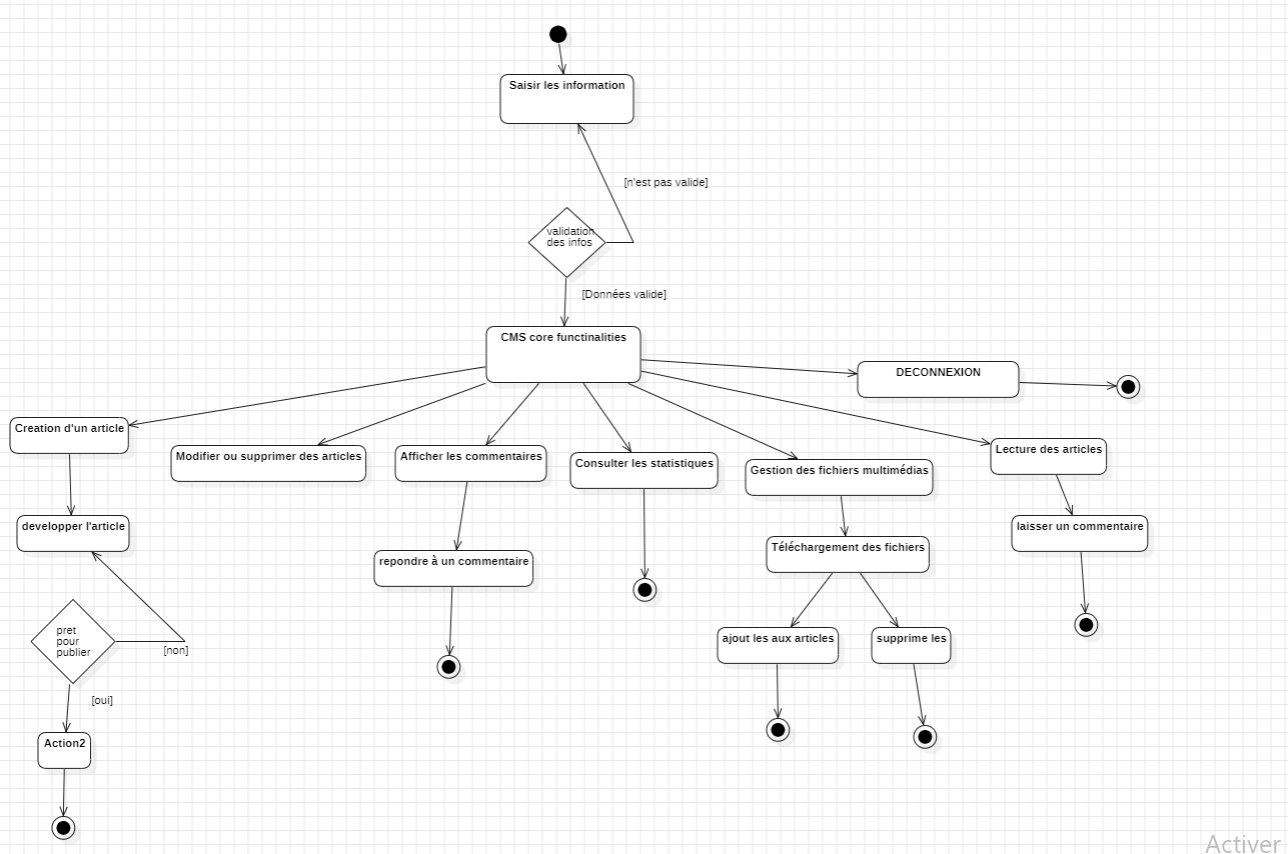 Saisir les information
[n'est pas valide]
validation
des infos
[Données valide]
CMS core functinalities
DECONNEXION
Creation d'un article
Modifier ou supprimer des articles
Afficher les commentaires
Consulter les statistiques
Gestion des fichiers multimédias
Lecture des articles
developper l'article
repondre à un commentaire
Téléchargement des fichiers
laisser un commentaire
pret
pour
publier
[non]
ajout les aux articles
supprime les
[oui]
Action2
Activer